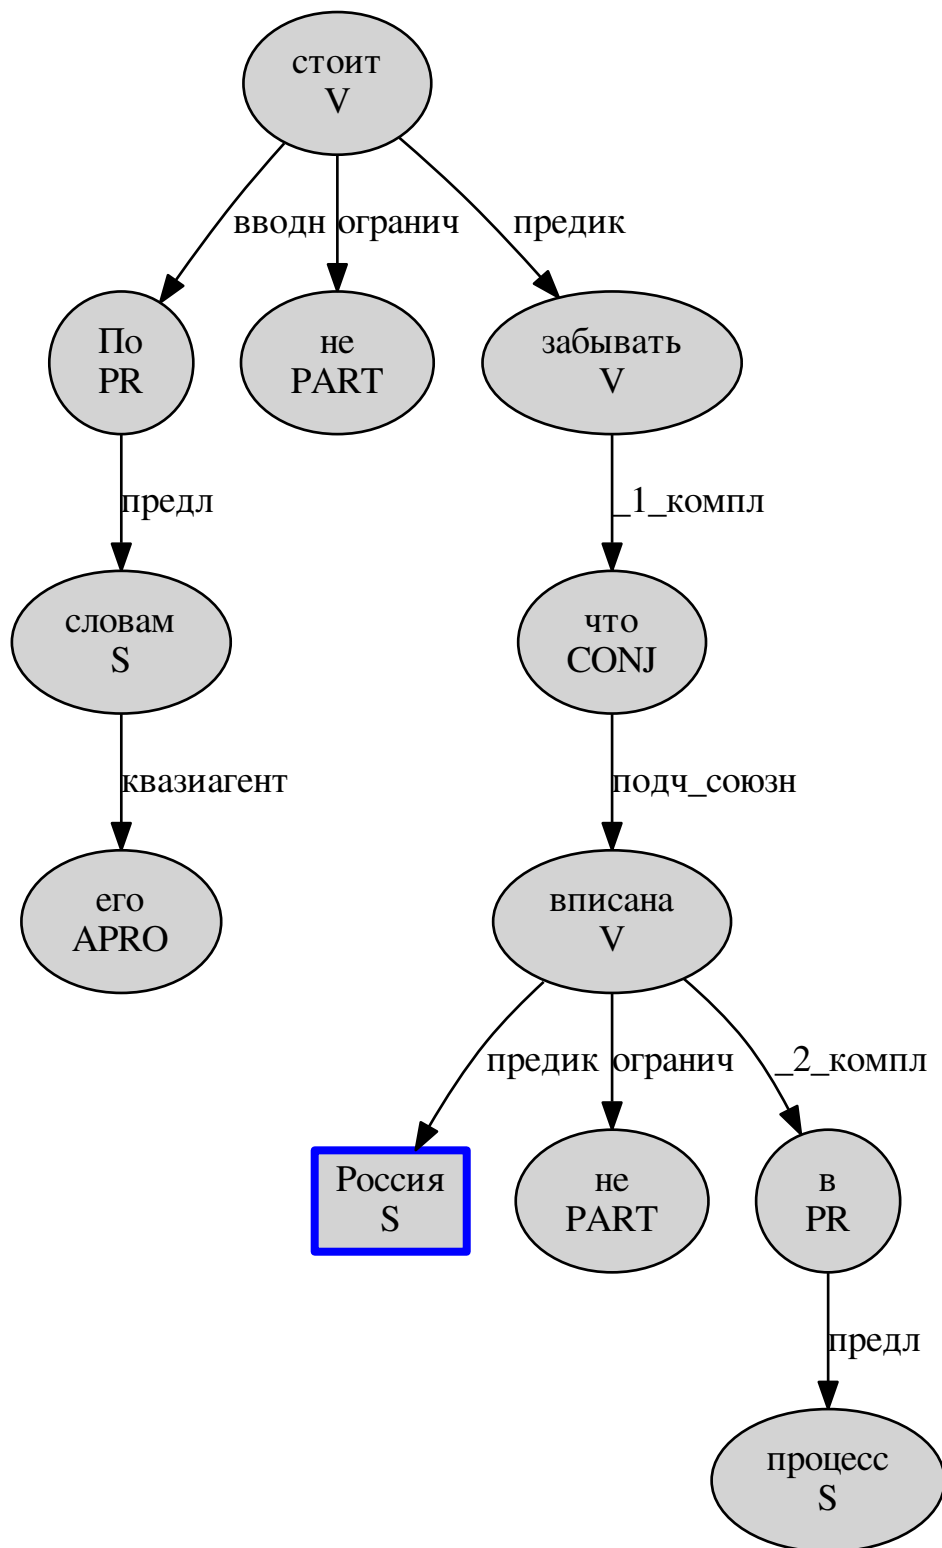 стоит
V
вводн
огранич
предик
По
PR
не
PART
забывать
V
предл
_1_компл
словам
S
что
CONJ
квазиагент
подч_союзн
его
APRO
вписана
V
предик
огранич
_2_компл
Россия
S
не
PART
в
PR
предл
процесс
S